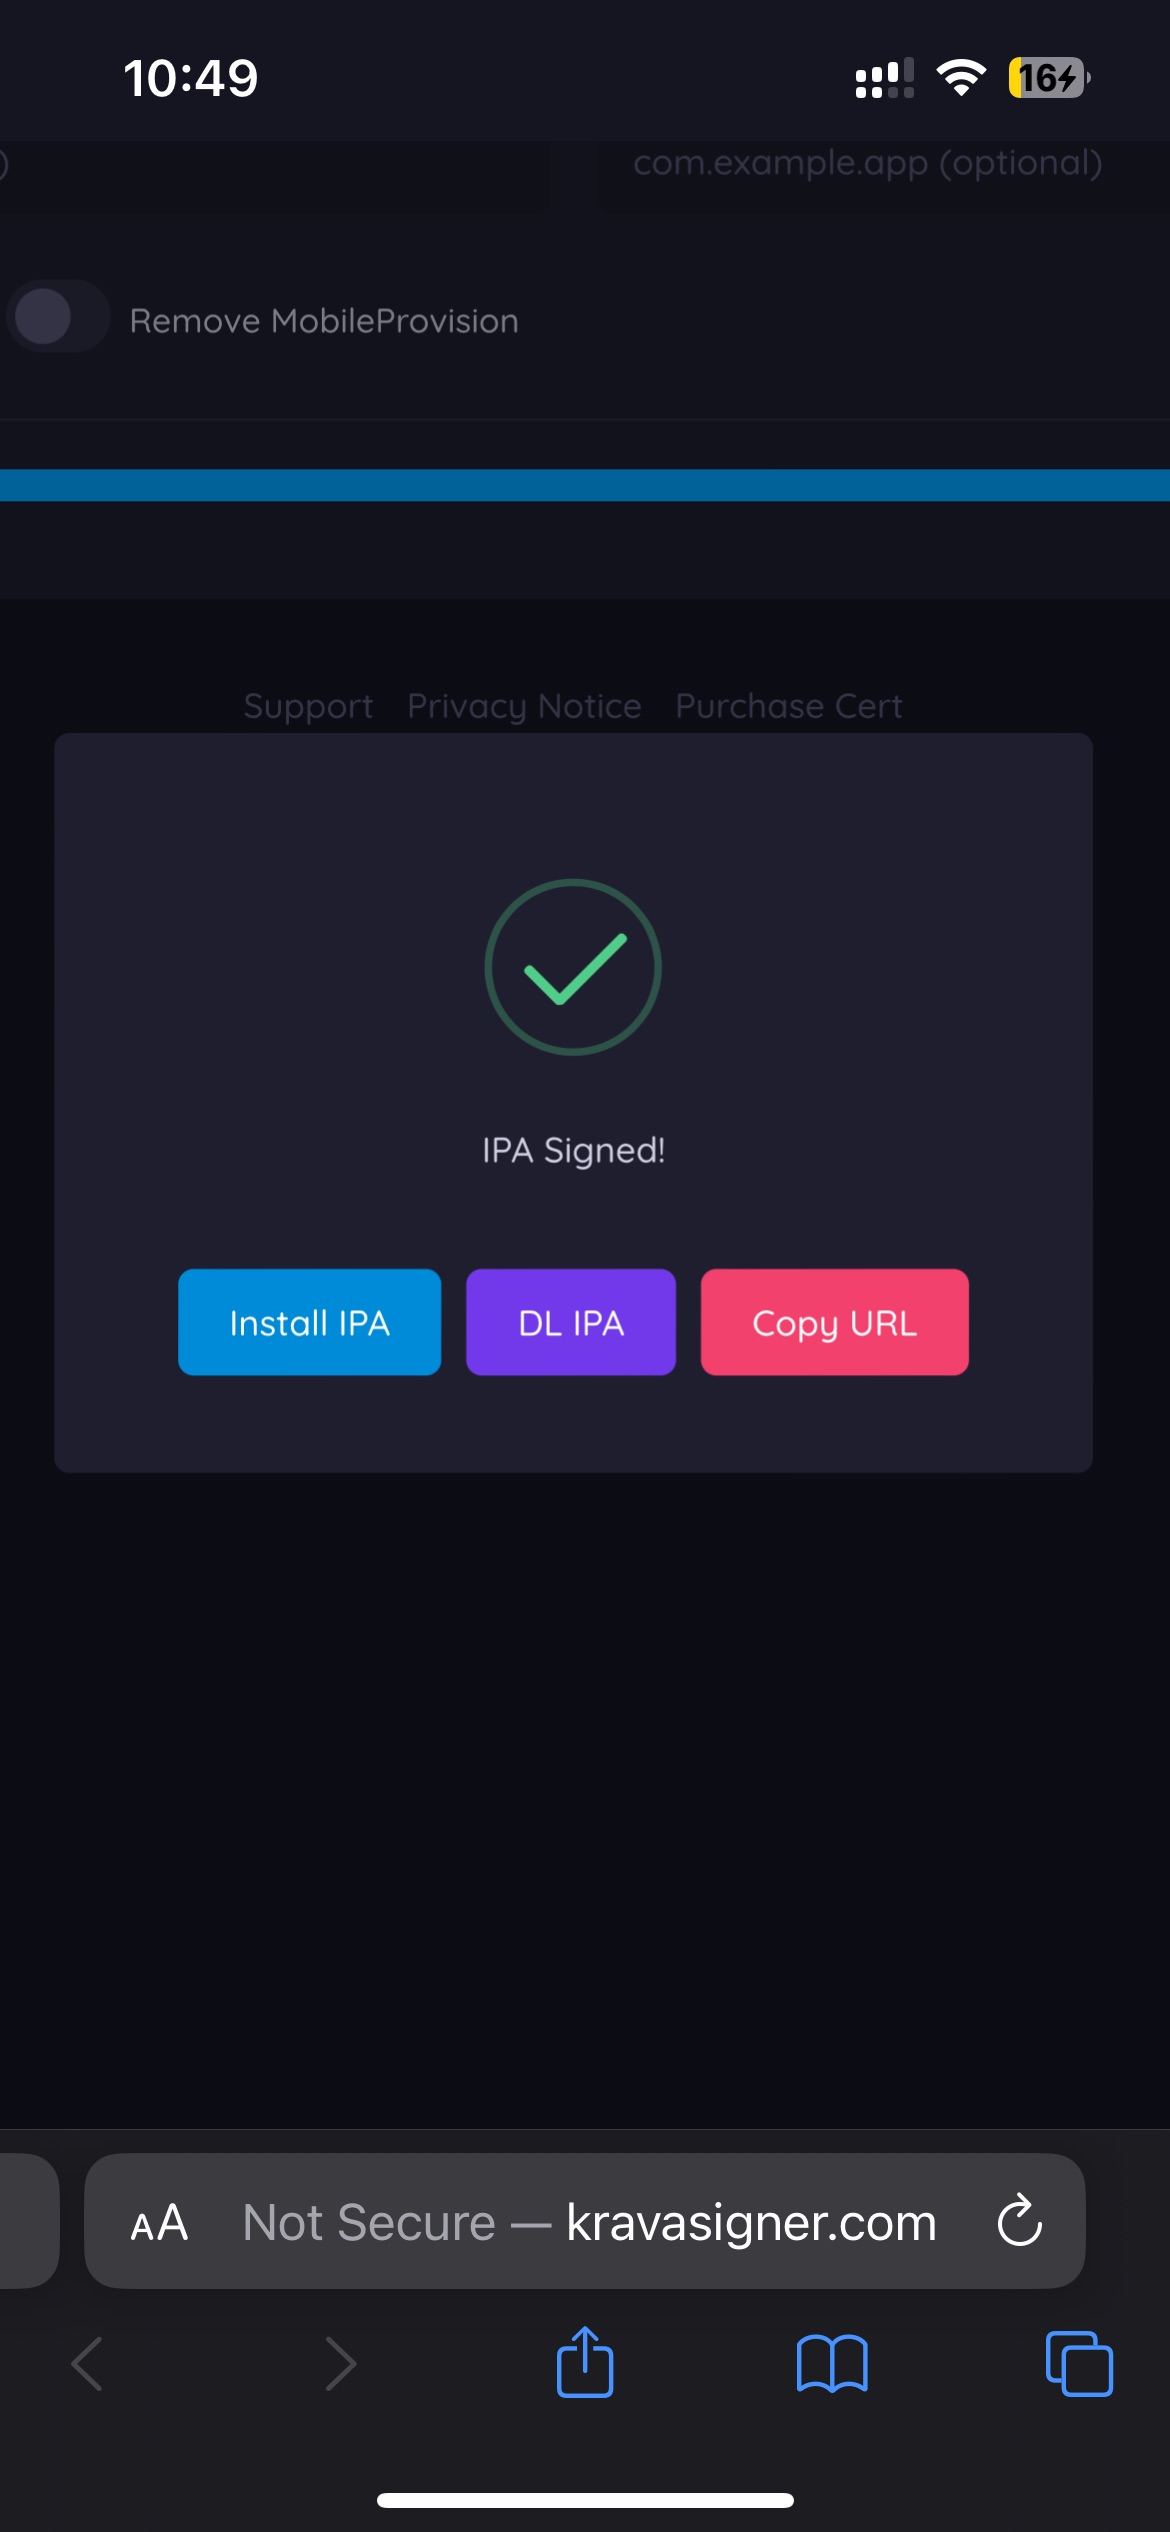 10:49
16
)
com.example.app (optional)
Remove MobileProvision
Support Privacy Notice Purchase Cert
IPA Signed!
Install IPA DL IPA Copy URL
AA Not Secure — kravasigner.com